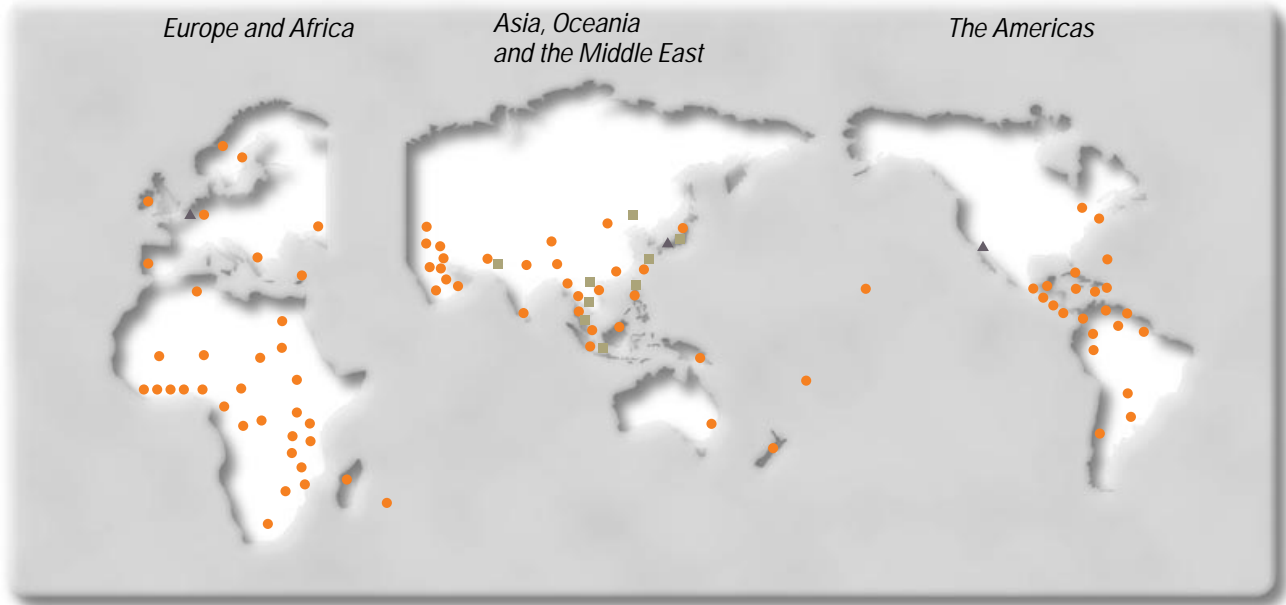 Europe and Africa
Asia, Oceania
and the Middle East
The Americas